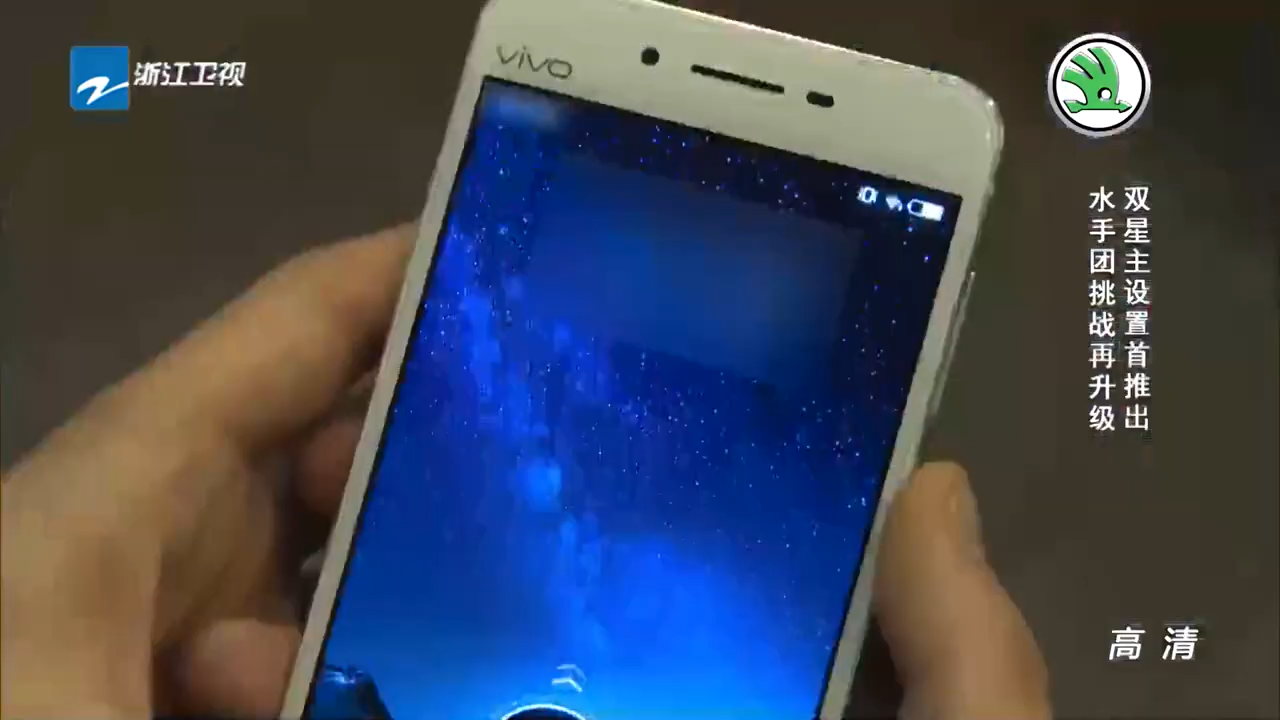 浙江卫视
vivo
双星主设置首推出
水手团挑战再升级
高清